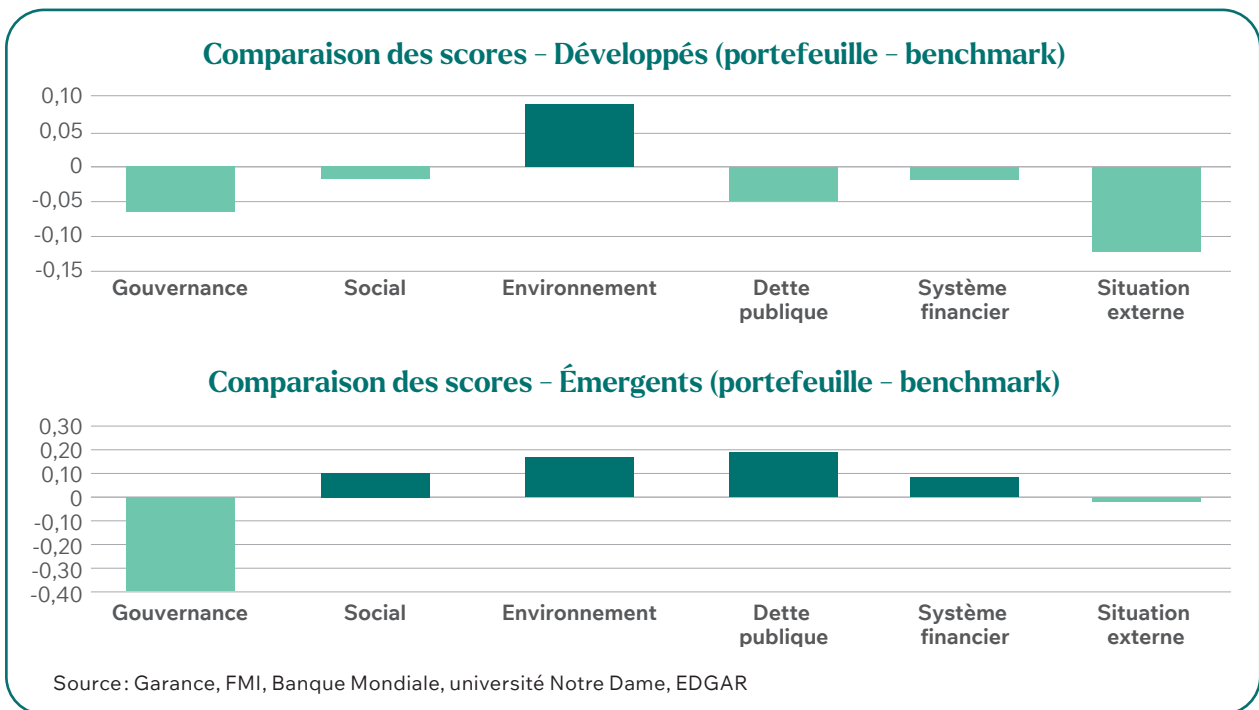 Comparaison des scores – Développés (portefeuille – benchmark)
0,10
0,05
0
-0,05
-0,10
-0,15
Gouvernance
Social
Environnement
Dette
publique
Système
financier
Situation
externe
Comparaison des scores – Émergents (portefeuille – benchmark)
0,30
0,20
0,10
0
-0,10
-0,20
-0,30
-0,40
Gouvernance
Social
Environnement
Dette
publique
Système
financier
Situation
externe
Source : Garance, FMI, Banque Mondiale, université Notre Dame, EDGAR